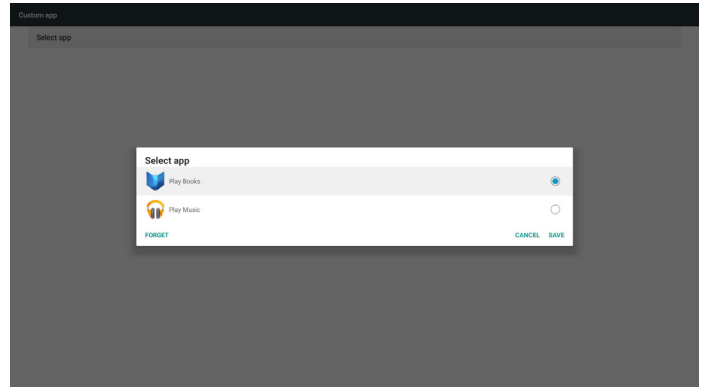 Custom app
Select app
Select app
Play Books
Play Music
FORGET
CANCEL SAVE